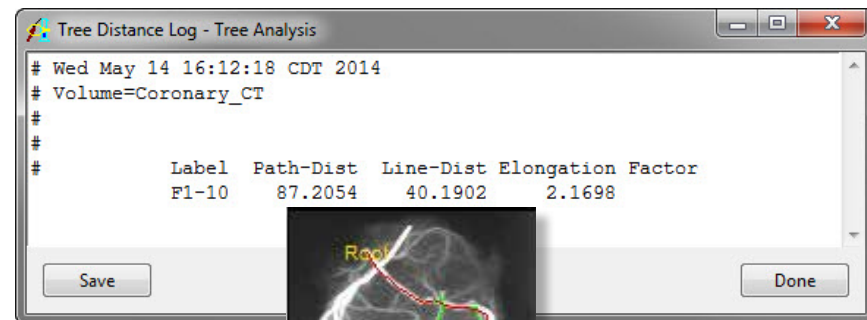 Tree Distance Log - Tree Analysis
# Wed May 14 16:12:18 CDT 2014
# Volume=Coronary_CT
#
#
# Label Path-Dist Line-Dist Elongation Factor
F1-10 87.2054 40.1902 2.1698
Root
Save
Done